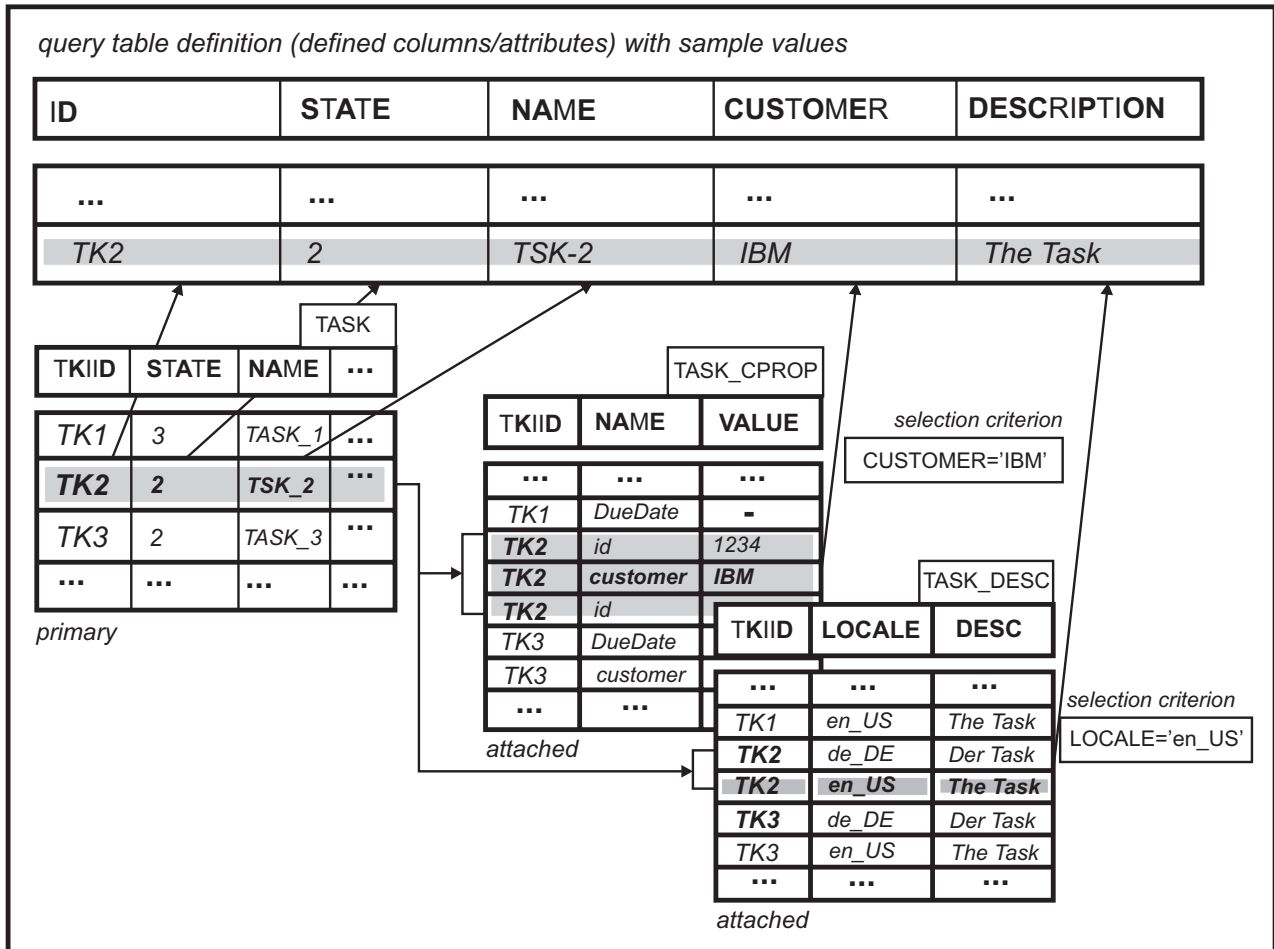 query table definition (defined columns/attributes) with sample values
ID STATE NAME CUSTOMER DESCRIPTION
... ... ... ... ...
TK2 2 TSK-2 IBM The Task
TASK
TKIID STATE NAME ...
TK1 3 TASK_1 ...
TK2 2 TSK_2 ...
TK3 2 TASK_3 ...
... ... ... ...
primary
TASK_CPROP
TKIID NAME VALUE
... ... ...
TK1 DueDate -
TK2 id 1234
TK2 customer IBM
TK2 id
TK3 DueDate
TK3 customer
... ...
attached
selection criterion
CUSTOMER='IBM'
TASK_DESC
TKIID LOCALE DESC
... ... ...
TK1 en_US The Task
TK2 de_DE Der Task
TK2 en_US The Task
TK3 de_DE Der Task
TK3 en_US The Task
... ... ...
attached
selection criterion
LOCALE='en_US'